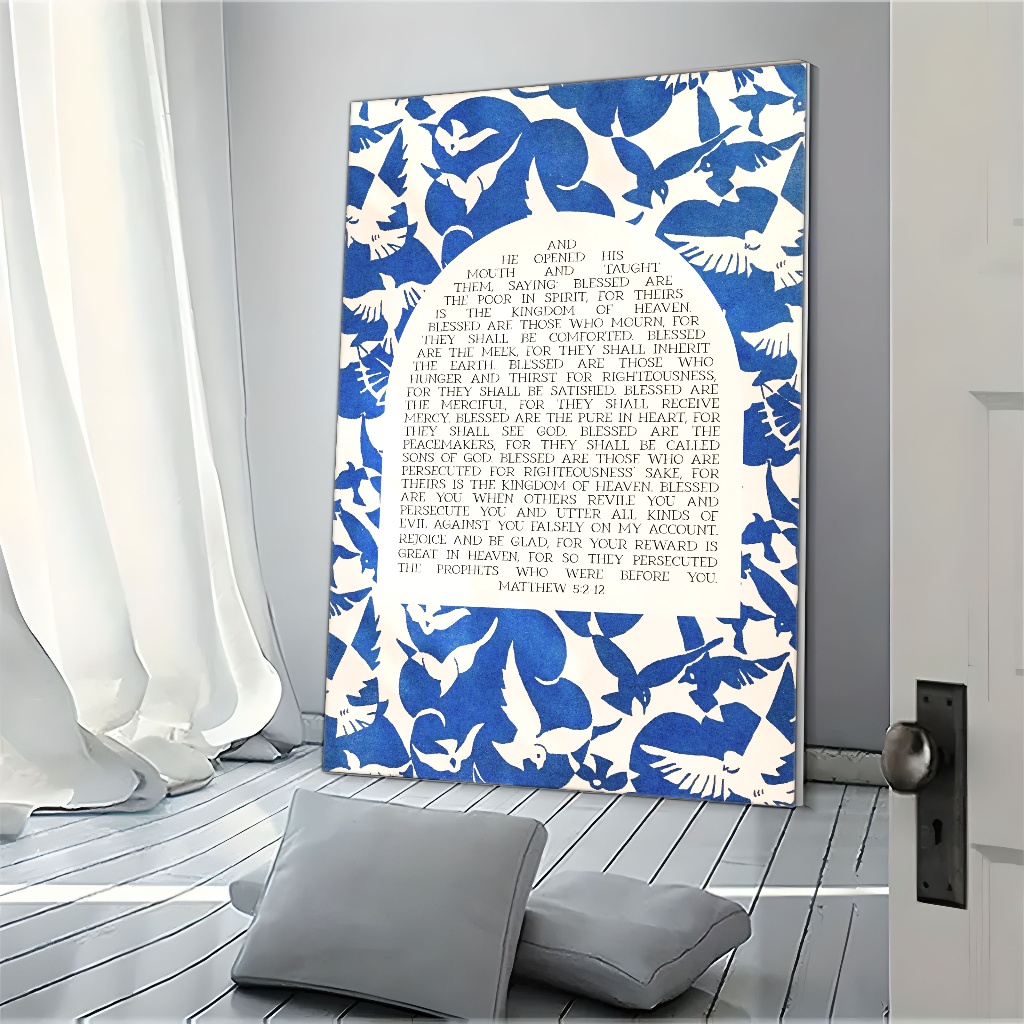 AND
HE OPENED HIS
MOUTH AND TAUGHT
THEM, SAYING: BLESSED ARE
THE POOR IN SPIRIT, FOR THEIRS
IS THE KINGDOM OF HEAVEN.
BLESSED ARE THOSE WHO MOURN, FOR
THEY SHALL BE COMFORTED. BLESSED
ARE THE MEEK, FOR THEY SHALL INHERIT
THE EARTH. BLESSED ARE THOSE WHO
HUNGER AND THIRST FOR RIGHTEOUSNESS,
FOR THEY SHALL BE SATISFIED. BLESSED ARE
THE MERCIFUL, FOR THEY SHALL RECEIVE
MERCY. BLESSED ARE THE PURE IN HEART, FOR
THEY SHALL SEE GOD. BLESSED ARE THE
PEACEMAKERS, FOR THEY SHALL BE CALLED
SONS OF GOD. BLESSED ARE THOSE WHO ARE
PERSECUTED FOR RIGHTEOUSNESS' SAKE, FOR
THEIRS IS THE KINGDOM OF HEAVEN. BLESSED
ARE YOU WHEN OTHERS REVILE YOU AND
PERSECUTE YOU AND UTTER ALL KINDS OF
EVIL AGAINST YOU FALSELY ON MY ACCOUNT.
REJOICE AND BE GLAD, FOR YOUR REWARD IS
GREAT IN HEAVEN, FOR SO THEY PERSECUTED
THE PROPHETS WHO WERE BEFORE YOU.
MATTHEW 5:2-12